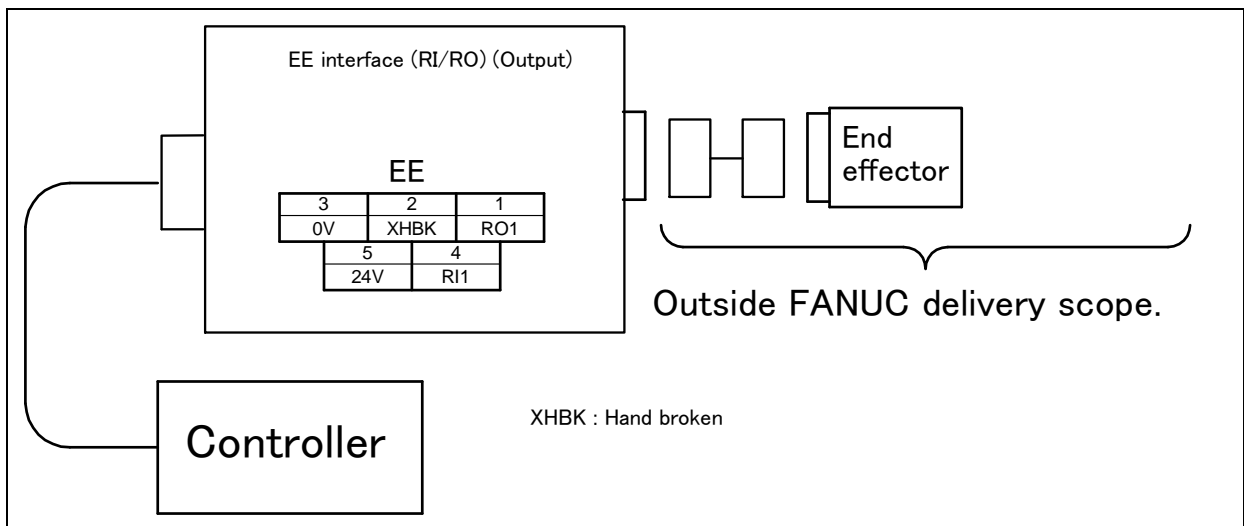 EE interface (RI/RO) (Output)
EE
3 2 1
0V XHBK RO1
5 4
24V RI1
End
effector
Outside FANUC delivery scope.
Controller
XHBK : Hand broken